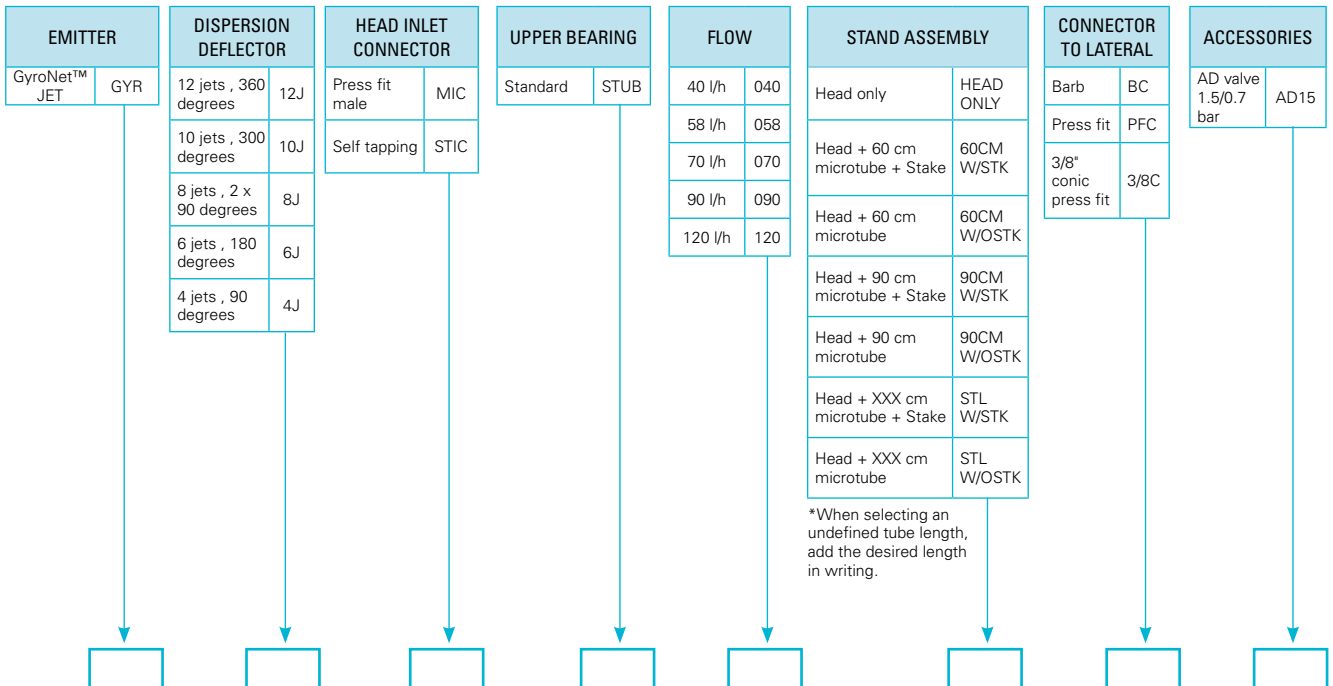 EMITTER
GyroNet™
JET
GYR
DISPERSION
DEFLECTOR
12 jets , 360
degrees
12J
10 jets , 300
degrees
10J
8 jets , 2 x
90 degrees
8J
6 jets , 180
degrees
6J
4 jets , 90
degrees
4J
HEAD INLET
CONNECTOR
Press fit
male
MIC
Self tapping
STIC
UPPER BEARING
Standard
STUB
FLOW
40 l/h
040
58 l/h
058
70 l/h
070
90 l/h
090
120 l/h
120
STAND ASSEMBLY
Head only
HEAD
ONLY
Head + 60 cm
microtube + Stake
60CM
W/STK
Head + 60 cm
microtube
60CM
W/OSTK
Head + 90 cm
microtube + Stake
90CM
W/STK
Head + 90 cm
microtube
90CM
W/OSTK
Head + XXX cm
microtube + Stake
STL
W/STK
Head + XXX cm
microtube
STL
W/OSTK
*When selecting an
undefined tube length,
add the desired length
in writing.
CONNECTOR
TO LATERAL
Barb
BC
Press fit
PFC
3/8"
conic
press fit
3/8C
ACCESSORIES
AD valve
1.5/0.7
bar
AD15